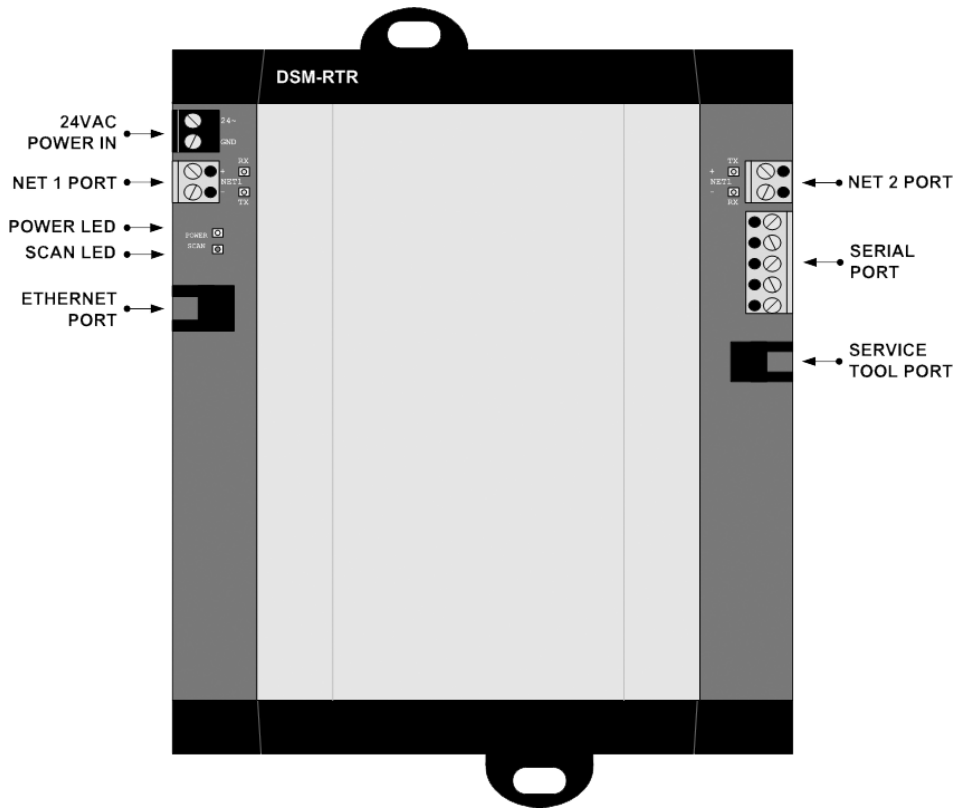 DSM-RTR
24VAC
POWER IN
24~
GND
NET 1 PORT
RX
+
NET1
-
TX
POWER LED
POWER
SCAN LED
SCAN
ETHERNET
PORT
TX
+
NET1
-
RX
NET 2 PORT
SERIAL
PORT
SERVICE
TOOL PORT